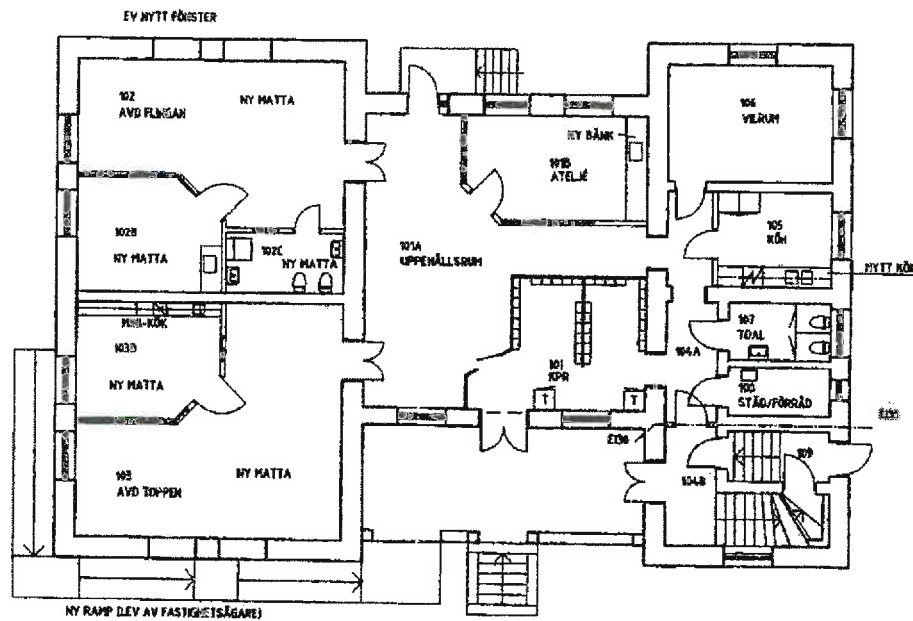 EV NYTT FÖNSTER
102
AVD FLINGAN
NY MATTA
NY BÄNK
106
VILRUM
101B
ATELJÉ
102B
NY MATTA
102C
NY MATTA
101A
UPPEHÅLLSRUM
105
KÖK
NYTT KÖK
MINI-KÖK
103B
NY MATTA
107
TOAL
104A
101
KPR
T
T
108
STÄD/FÖRRÅD
EI30
EI30
103
AVD TOPPEN
NY MATTA
104B
109
NY RAMP (LEV AV FASTIGHETSÄGARE)